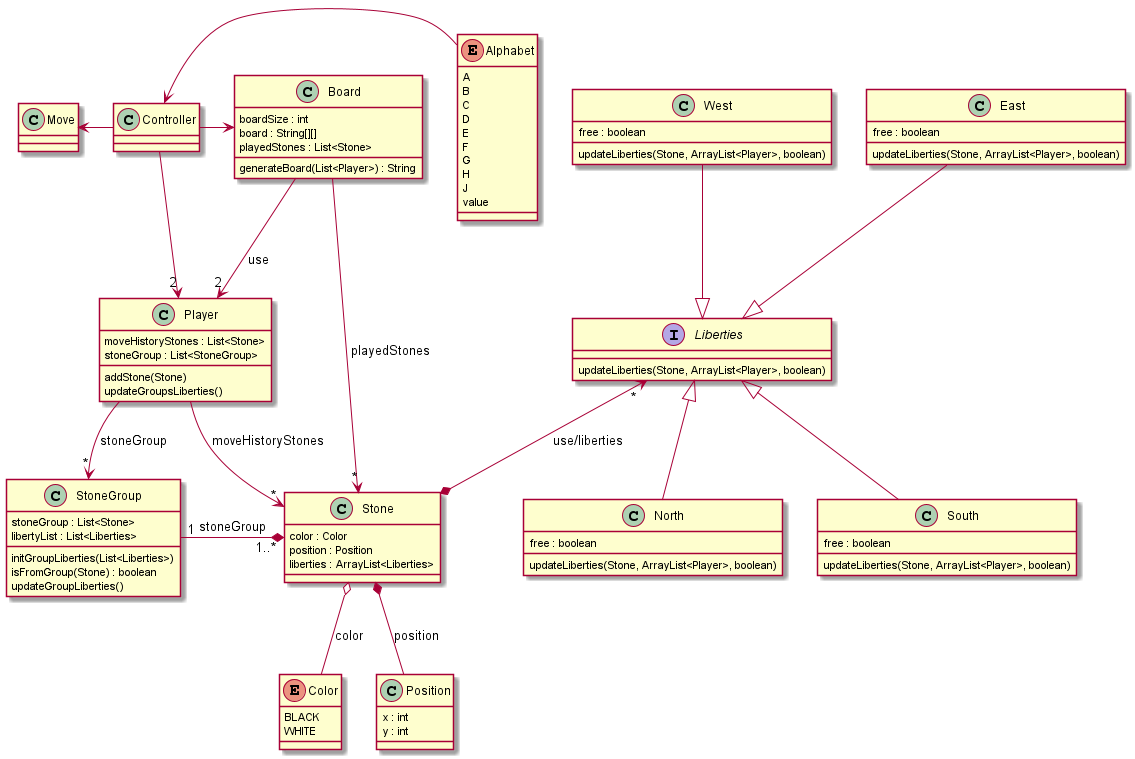 E Alphabet
A
B
C
D
E
F
G
H
J
value
C Move
C Controller
C Board
boardSize : int
board : String[][]
playedStones : List<Stone>
generateBoard(List<Player>) : String
C West
free : boolean
updateLiberties(Stone, ArrayList<Player>, boolean)
C East
free : boolean
updateLiberties(Stone, ArrayList<Player>, boolean)
use
2
2
C Player
moveHistoryStones : List<Stone>
stoneGroup : List<StoneGroup>
addStone(Stone)
updateGroupsLiberties()
playedStones
I Liberties
updateLiberties(Stone, ArrayList<Player>, boolean)
*
stoneGroup
moveHistoryStones
use/liberties
*
*
*
C StoneGroup
stoneGroup : List<Stone>
libertyList : List<Liberties>
initGroupLiberties(List<Liberties>)
isFromGroup(Stone) : boolean
updateGroupLiberties()
1 stoneGroup
1..*
C Stone
color : Color
position : Position
liberties : ArrayList<Liberties>
C North
free : boolean
updateLiberties(Stone, ArrayList<Player>, boolean)
C South
free : boolean
updateLiberties(Stone, ArrayList<Player>, boolean)
color
position
E Color
BLACK
WHITE
C Position
x : int
y : int